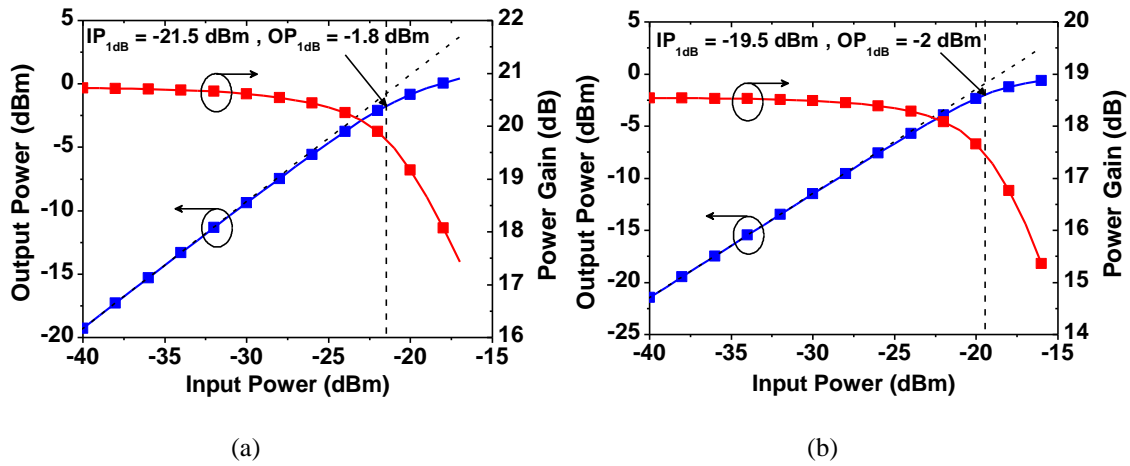 IP1dB = -21.5 dBm , OP1dB = -1.8 dBm
Output Power (dBm)
5
0
-5
-10
-15
-20
Power Gain (dB)
22
21
20
19
18
17
16
-40 -35 -30 -25 -20 -15
Input Power (dBm)
(a)
IP1dB = -19.5 dBm , OP1dB = -2 dBm
Output Power (dBm)
5
0
-5
-10
-15
-20
-25
Power Gain (dB)
20
19
18
17
16
15
14
-40 -35 -30 -25 -20 -15
Input Power (dBm)
(b)